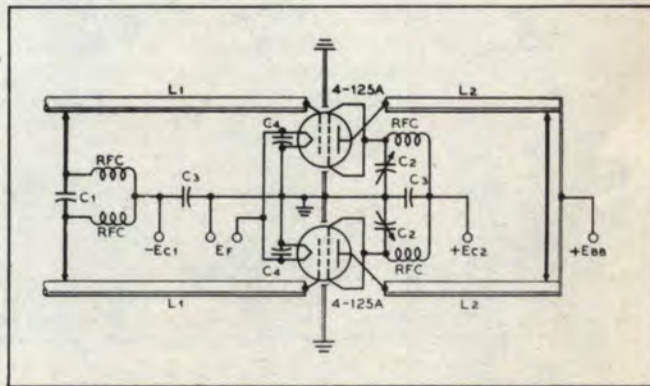 L1 4-125A L2
C4
RFC RFC
C2
C1 C3 C3
RFC C2
-EC1 EF C4 +EC2 +EBB
RFC
4-125A
L1 L2